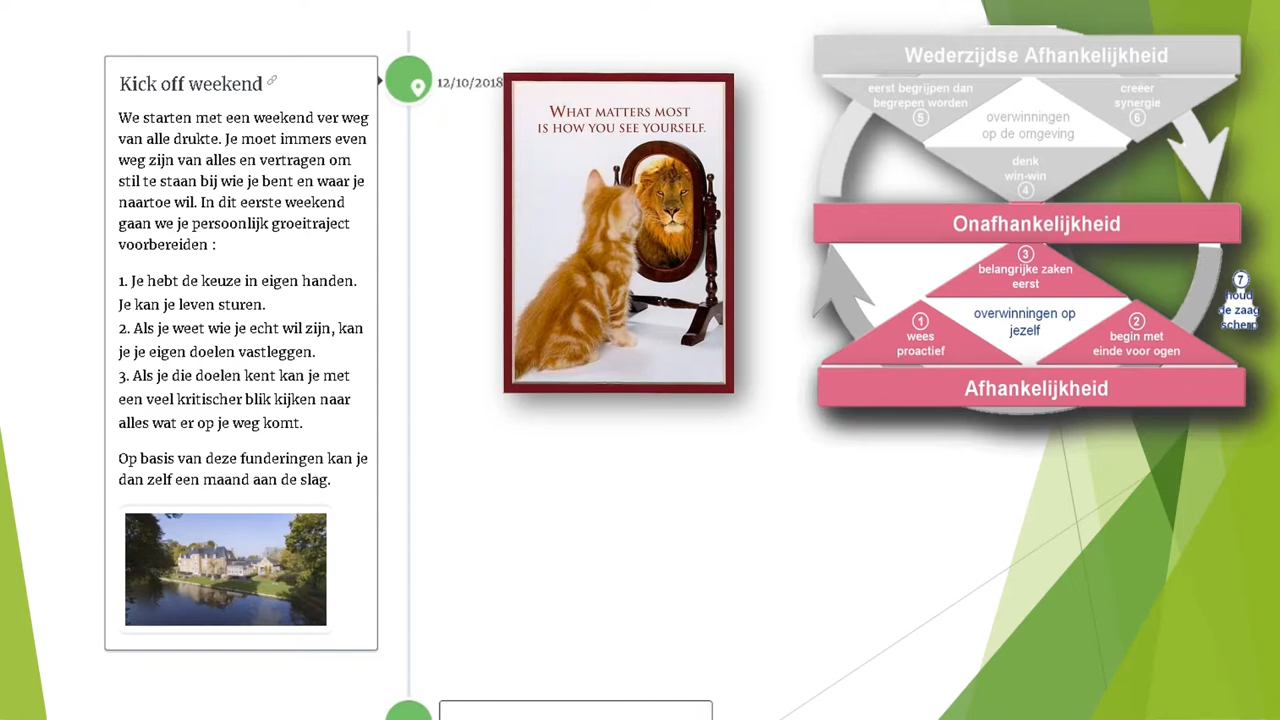 Kick off weekend
We starten met een weekend ver weg
van alle drukte. Je moet immers even
weg zijn van alles en vertragen om
stil te staan bij wie je bent en waar je
naartoe wil. In dit eerste weekend
gaan we je persoonlijk groeitraject
voorbereiden :
1. Je hebt de keuze in eigen handen.
Je kan je leven sturen.
2. Als je weet wie je echt wil zijn, kan
je je eigen doelen vastleggen.
3. Als je die doelen kent kan je met
een veel kritischer blik kijken naar
alles wat er op je weg komt.
Op basis van deze funderingen kan je
dan zelf een maand aan de slag.
12/10/2018
WHAT MATTERS MOST
IS HOW YOU SEE YOURSELF.
Wederzijdse Afhankelijkheid
eerst begrijpen dan
begrepen worden
5
creëer
synergie
6
overwinningen
op de omgeving
denk
win-win
4
Onafhankelijkheid
3
belangrijke zaken
eerst
1
wees
proactief
overwinningen op
jezelf
2
begin met
einde voor ogen
7
houd
de zaag
scherp
Afhankelijkheid